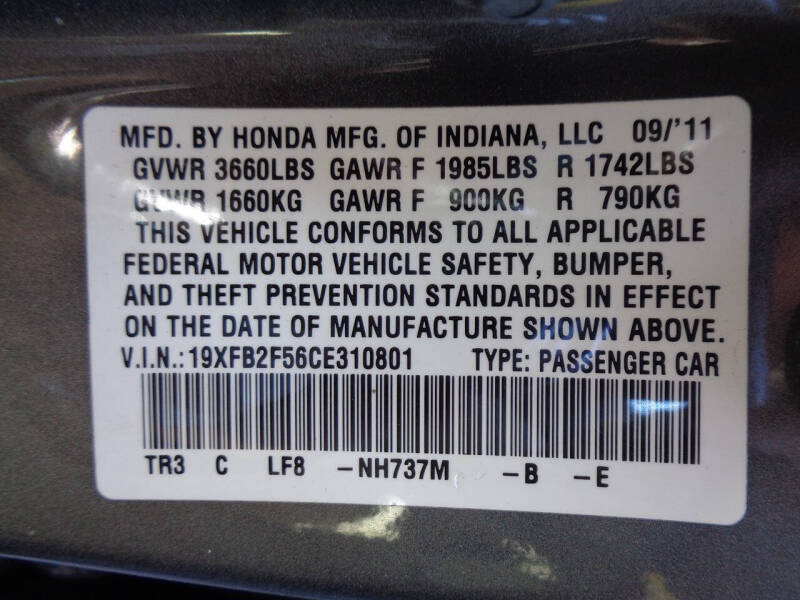 MFD. BY HONDA MFG. OF INDIANA, LLC 09/'11
GVWR 3660LBS GAWR F 1985LBS R 1742LBS
GVWR 1660KG GAWR F 900KG R 790KG
THIS VEHICLE CONFORMS TO ALL APPLICABLE
FEDERAL MOTOR VEHICLE SAFETY, BUMPER,
AND THEFT PREVENTION STANDARDS IN EFFECT
ON THE DATE OF MANUFACTURE SHOWN ABOVE.
V.I.N.:19XFB2F56CE310801 TYPE: PASSENGER CAR
TR3 C LF8 -NH737M -B -E